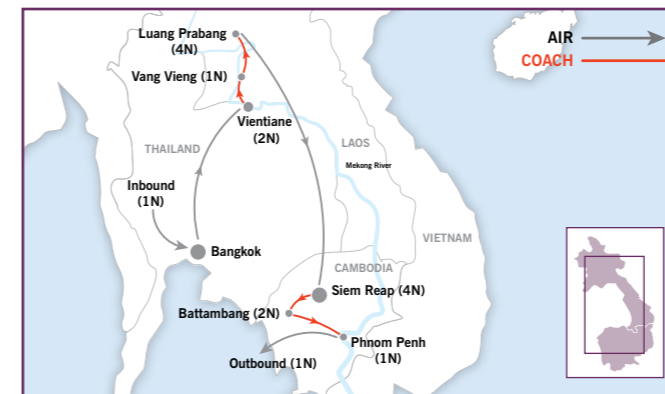 Luang Prabang
(4N)
AIR
COACH
Vang Vieng (1N)
Vientiane
(2N)
THAILAND
LAOS
Mekong River
Inbound
(1N)
VIETNAM
Bangkok
CAMBODIA
Siem Reap (4N)
Battambang (2N)
Phnom Penh
(1N)
Outbound (1N)